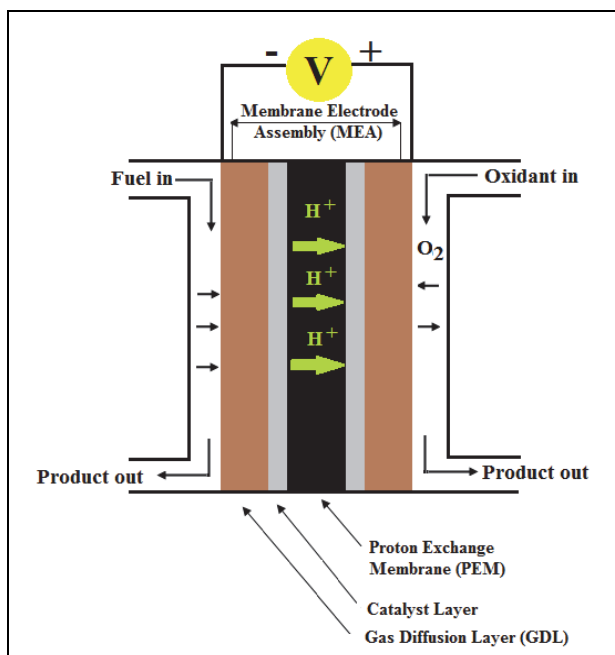 - V +
Membrane Electrode
Assembly (MEA)
Fuel in
Oxidant in
H+
O2
H+
H+
Product out
Product out
Proton Exchange
Membrane (PEM)
Catalyst Layer
Gas Diffusion Layer (GDL)